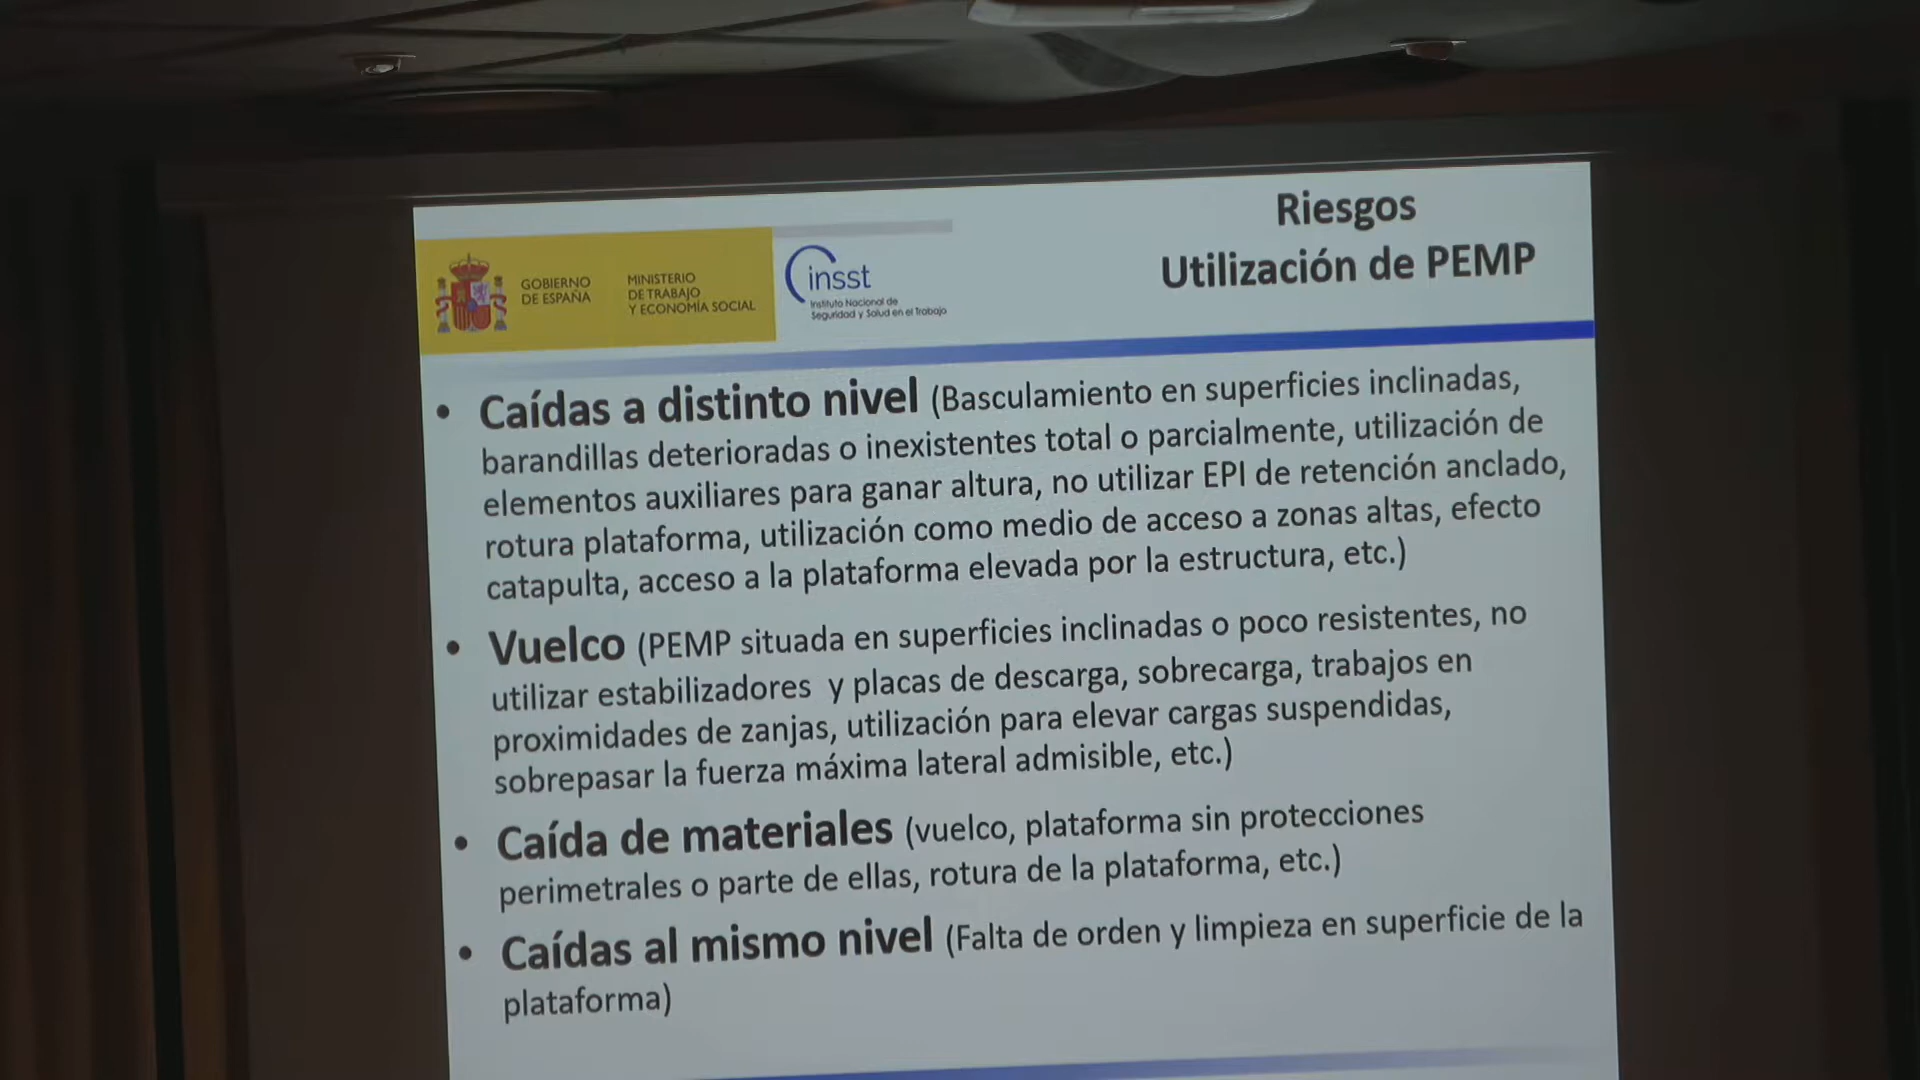 Riesgos
Utilización de PEMP
GOBIERNO
DE ESPAÑA
MINISTERIO
DE TRABAJO
Y ECONOMÍA SOCIAL
insst
Instituto Nacional de
Seguridad y Salud en el Trabajo
• Caídas a distinto nivel (Basculamiento en superficies inclinadas,
barandillas deterioradas o inexistentes total o parcialmente, utilización de
elementos auxiliares para ganar altura, no utilizar EPI de retención anclado,
rotura plataforma, utilización como medio de acceso a zonas altas, efecto
catapulta, acceso a la plataforma elevada por la estructura, etc.)
• Vuelco (PEMP situada en superficies inclinadas o poco resistentes, no
utilizar estabilizadores y placas de descarga, sobrecarga, trabajos en
proximidades de zanjas, utilización para elevar cargas suspendidas,
sobrepasar la fuerza máxima lateral admisible, etc.)
• Caída de materiales (vuelco, plataforma sin protecciones
perimetrales o parte de ellas, rotura de la plataforma, etc.)
• Caídas al mismo nivel (Falta de orden y limpieza en superficie de la
plataforma)